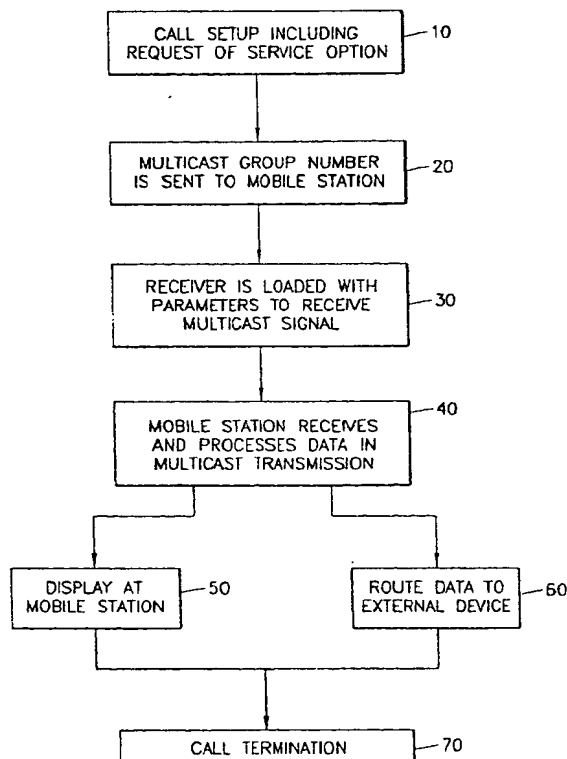 CALL SETUP INCLUDING
REQUEST OF SERVICE OPTION
10
MULTICAST GROUP NUMBER
IS SENT TO MOBILE STATION
20
RECEIVER IS LOADED WITH
PARAMETERS TO RECEIVE
MULTICAST SIGNAL
30
40
MOBILE STATION RECEIVES
AND PROCESSES DATA IN
MULTICAST TRANSMISSION
DISPLAY AT
MOBILE STATION
50
ROUTE DATA TO
EXTERNAL DEVICE
60
CALL TERMINATION
70